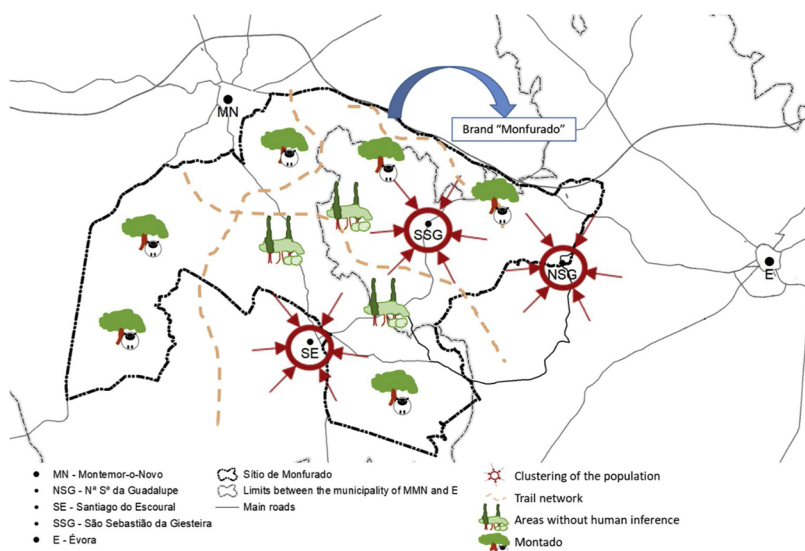 MN
Brand "Monfurado"
SSG
NSG
E
SE
MN - Montemor-o-Novo
NSG - Nª Sª da Guadalupe
SE - Santiago do Escoural
SSG - São Sebastião da Giesteira
E - Évora
Sítio de Monfurado
Limits between the municipality of MMN and E
Main roads
Clustering of the population
Trail network
Areas without human inference
Montado